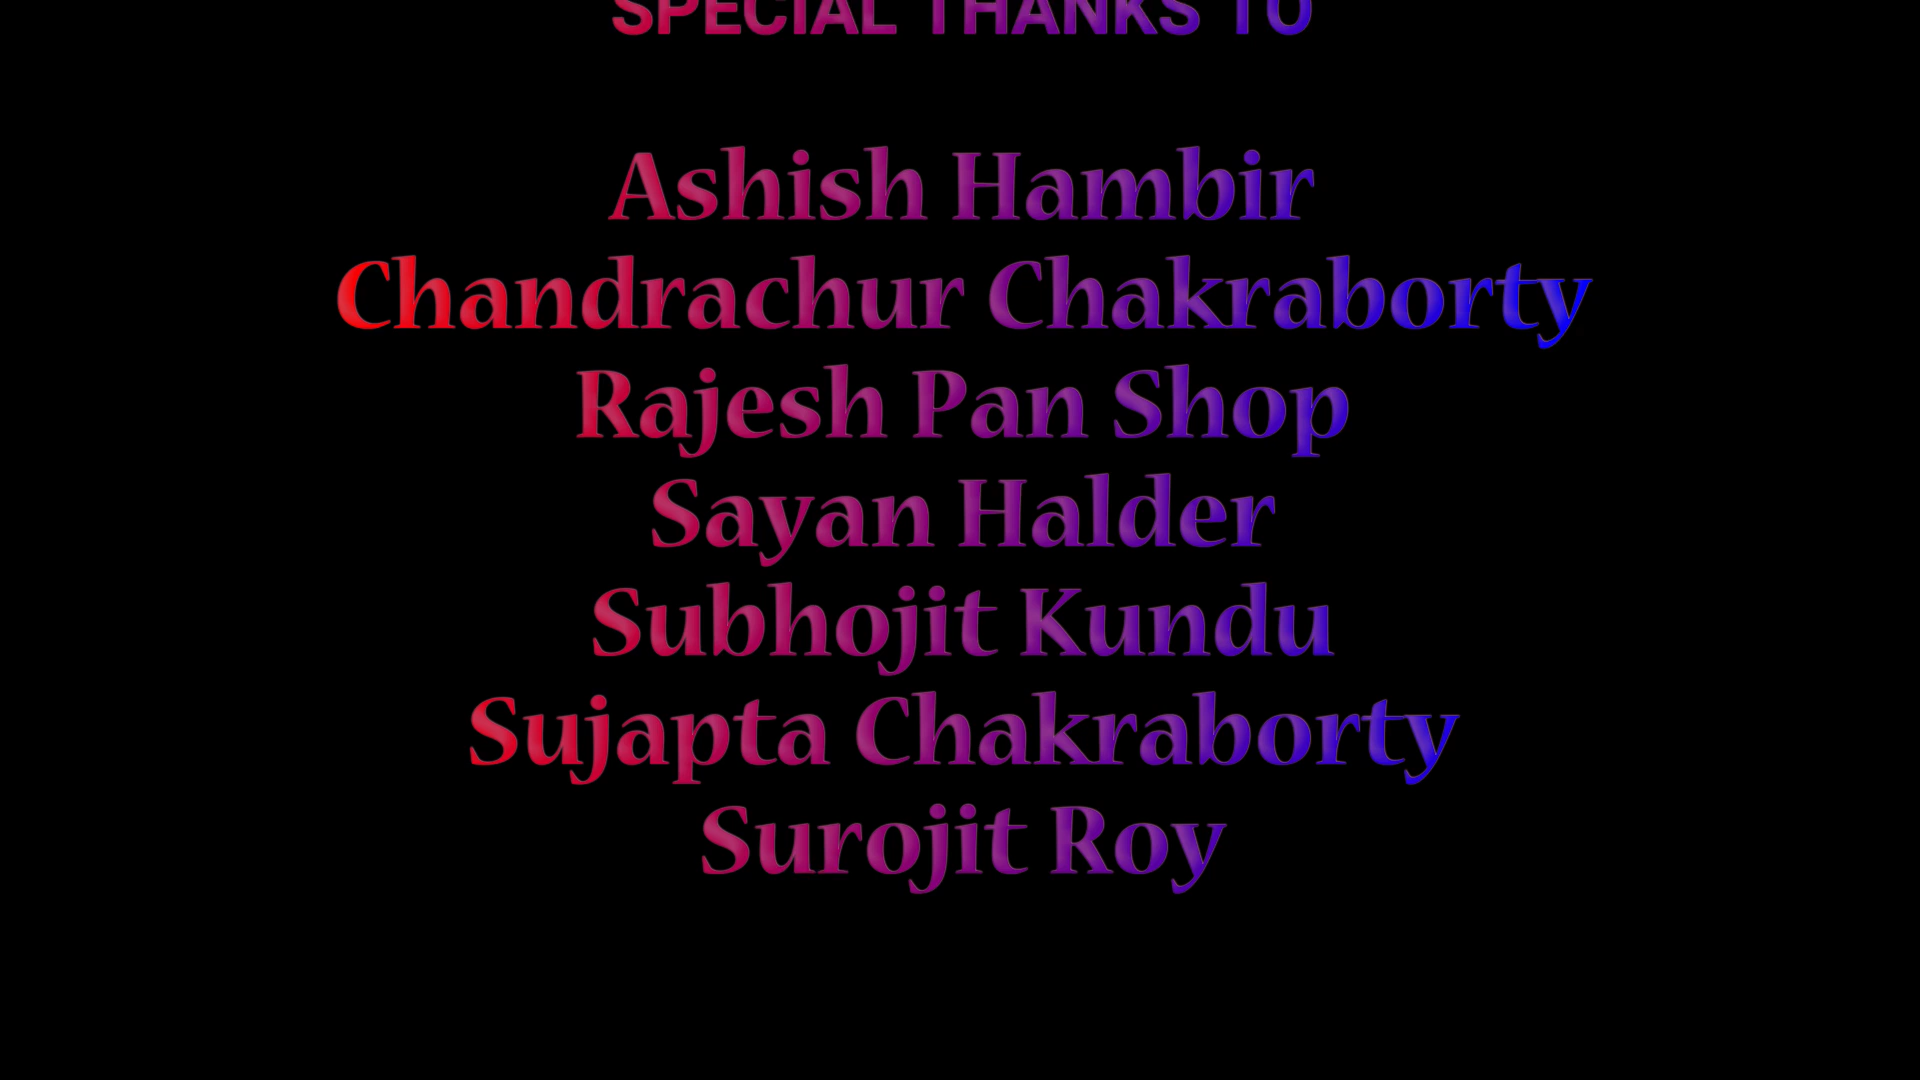 SPECIAL THANKS TO
Ashish Hambir
Chandrachur Chakraborty
Rajesh Pan Shop
Sayan Halder
Subhojit Kundu
Sujapta Chakraborty
Surojit Roy